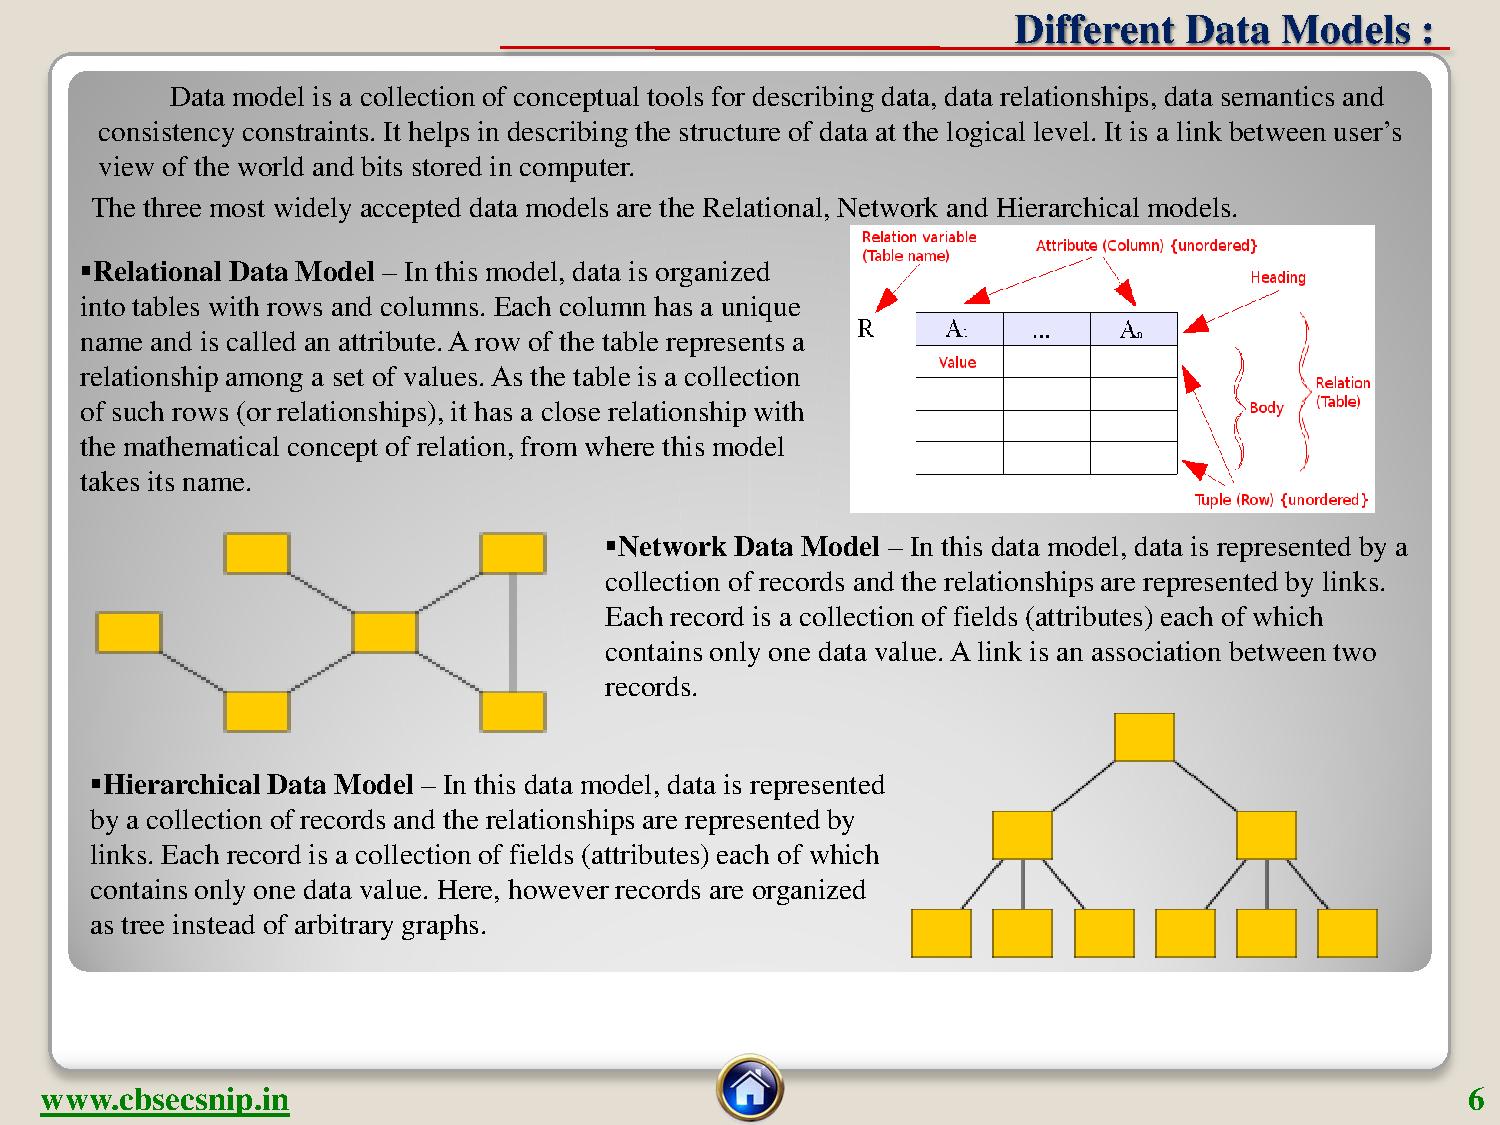 Different Data Models :
Data model is a collection of conceptual tools for describing data, data relationships, data semantics and
consistency constraints. It helps in describing the structure of data at the logical level. It is a link between user’s
view of the world and bits stored in computer.
The three most widely accepted data models are the Relational, Network and Hierarchical models.
▪Relational Data Model – In this model, data is organized
into tables with rows and columns. Each column has a unique
name and is called an attribute. A row of the table represents a
relationship among a set of values. As the table is a collection
of such rows (or relationships), it has a close relationship with
the mathematical concept of relation, from where this model
takes its name.
Relation variable
(Table name)
Attribute (Column) {unordered}
Heading
R A₁ ... Aₙ
Value
Relation
(Table)
Body
Tuple (Row) {unordered}
▪Network Data Model – In this data model, data is represented by a
collection of records and the relationships are represented by links.
Each record is a collection of fields (attributes) each of which
contains only one data value. A link is an association between two
records.
▪Hierarchical Data Model – In this data model, data is represented
by a collection of records and the relationships are represented by
links. Each record is a collection of fields (attributes) each of which
contains only one data value. Here, however records are organized
as tree instead of arbitrary graphs.
www.cbsecsnip.in
6